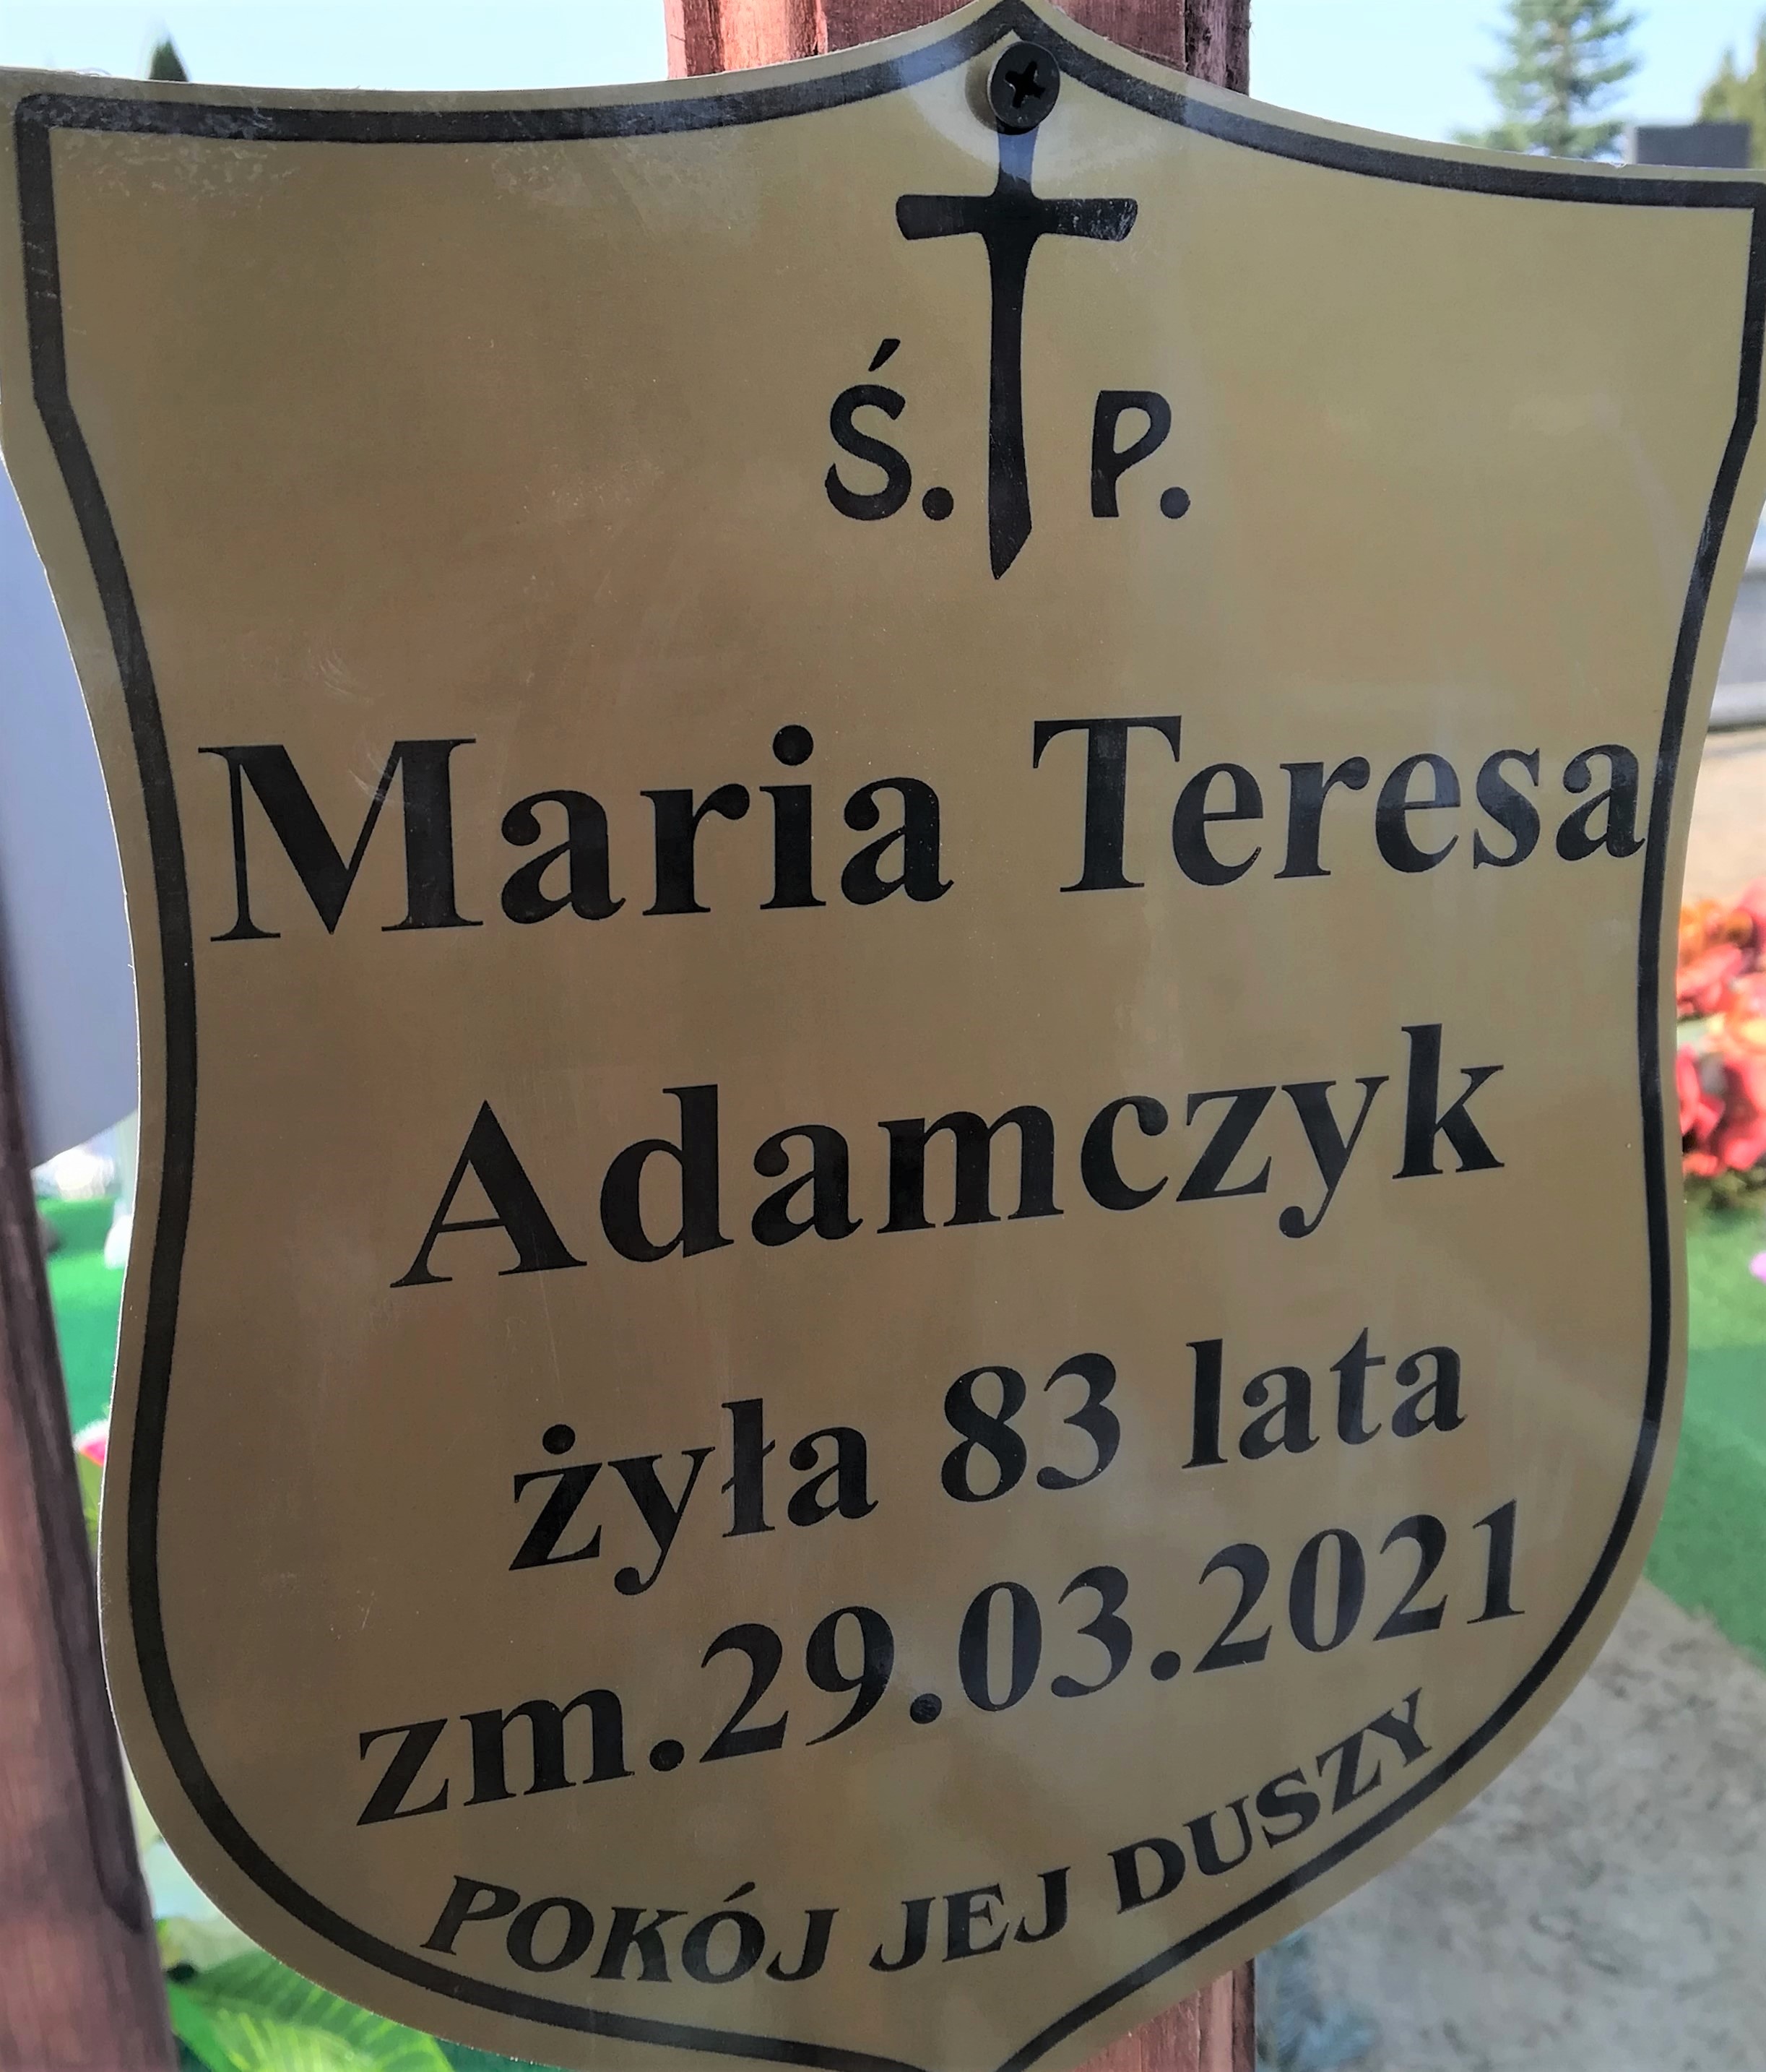 Ś. P.
Maria Teresa
Adamczyk
żyła 83 lata
zm.29.03.2021
POKÓJ JEJ DUSZY